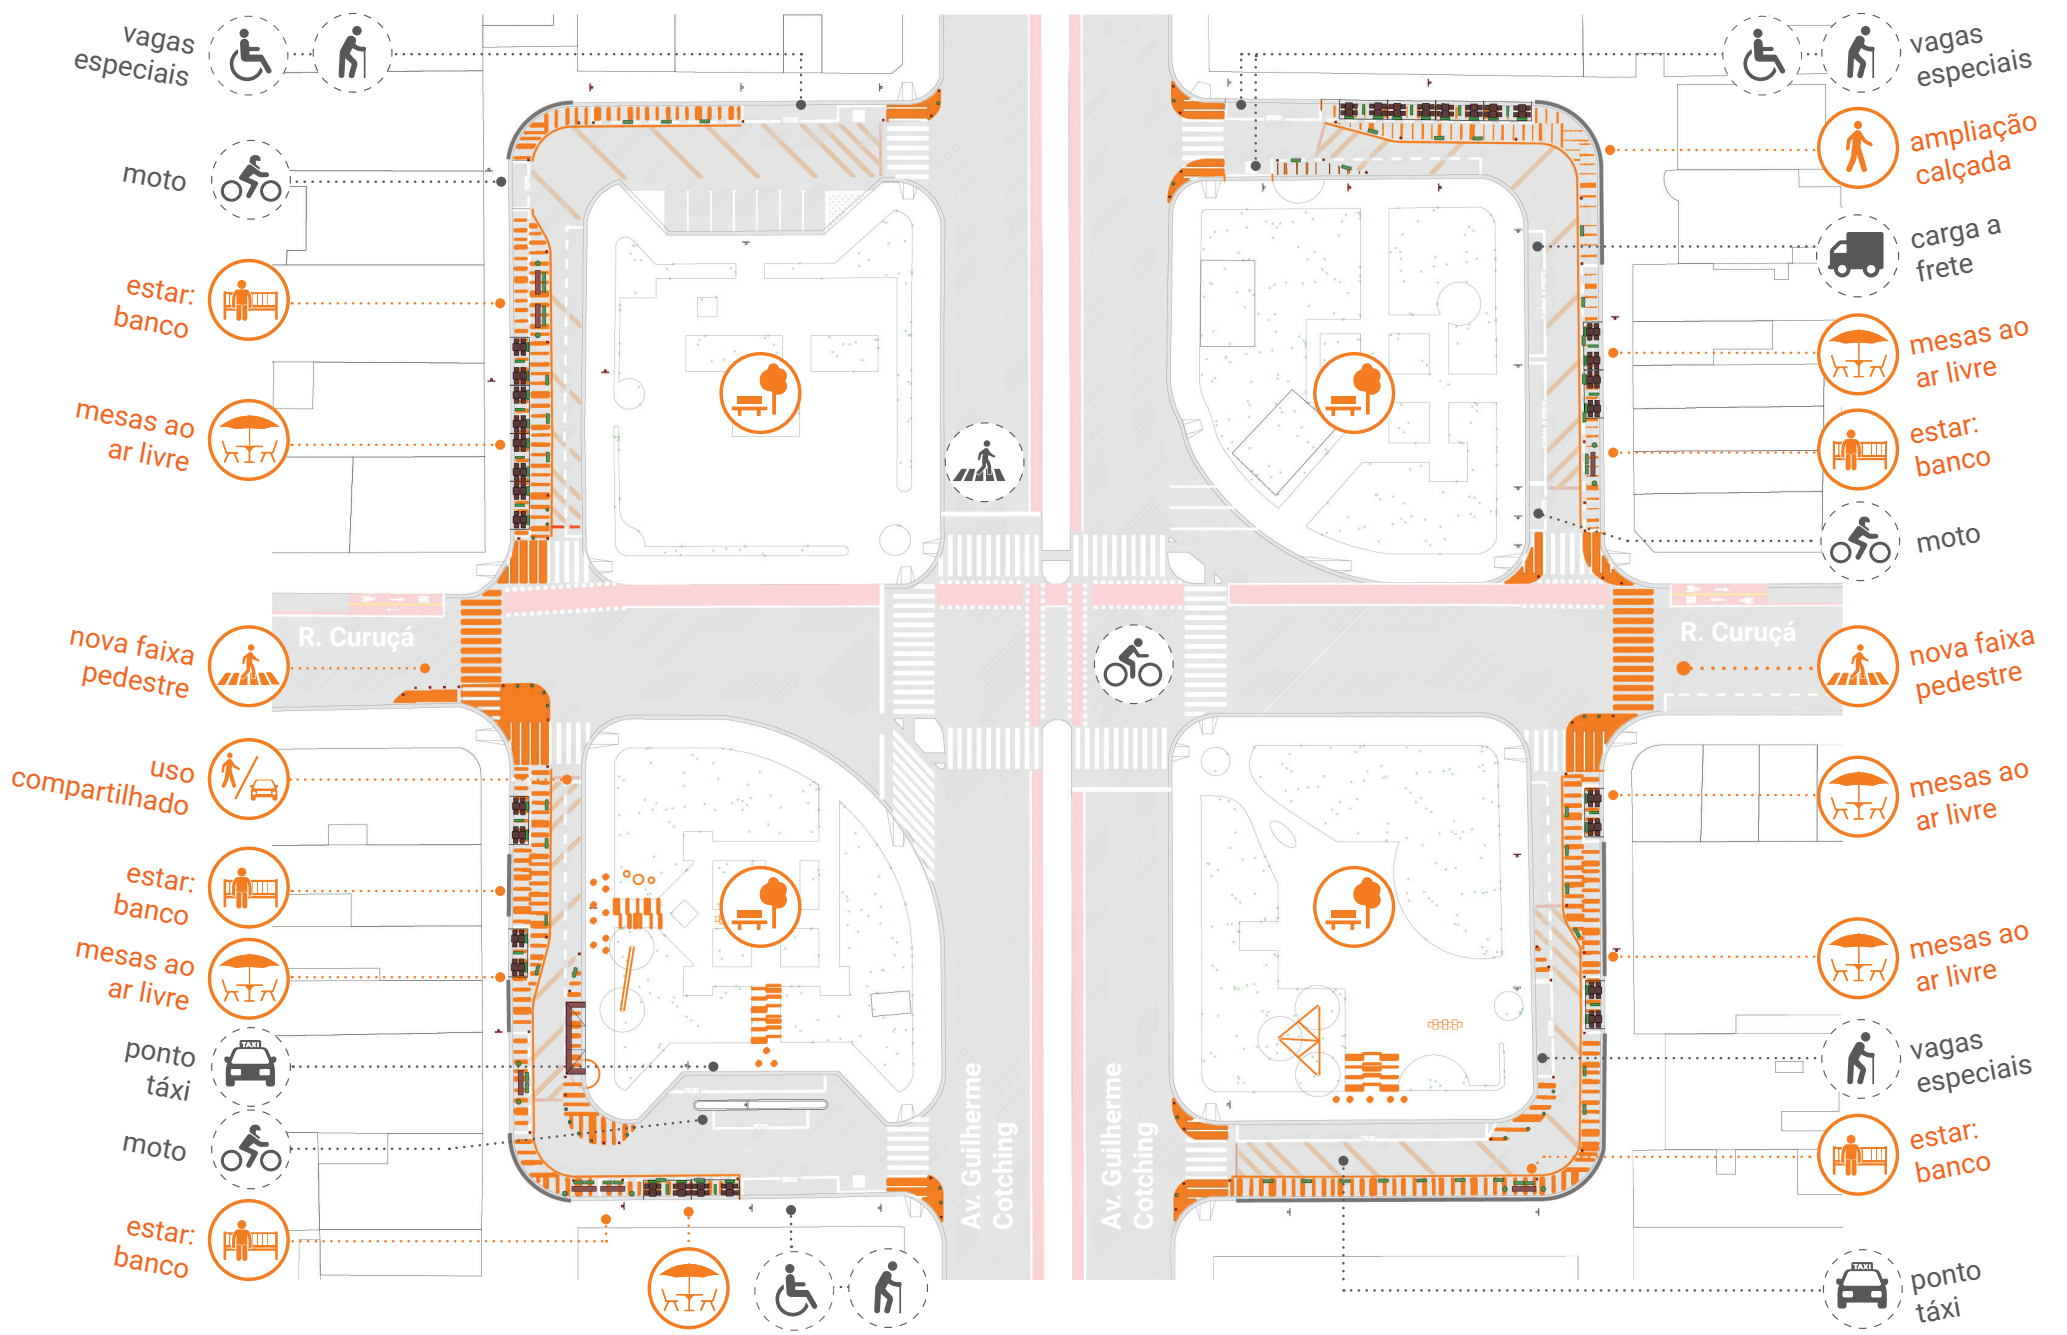 vagas
especiais
moto
estar:
banco
mesas ao
ar livre
nova faixa
pedestre
uso
compartilhado
estar:
banco
mesas ao
ar livre
ponto
táxi
TAXI
moto
estar:
banco
R. Curuçá
Av. Guilherme
Cotching
Av. Guilherme
Cotching
R. Curuçá
vagas
especiais
ampliação
calçada
carga a
frete
mesas ao
ar livre
estar:
banco
moto
nova faixa
pedestre
mesas ao
ar livre
mesas ao
ar livre
vagas
especiais
estar:
banco
TAXI
ponto
táxi